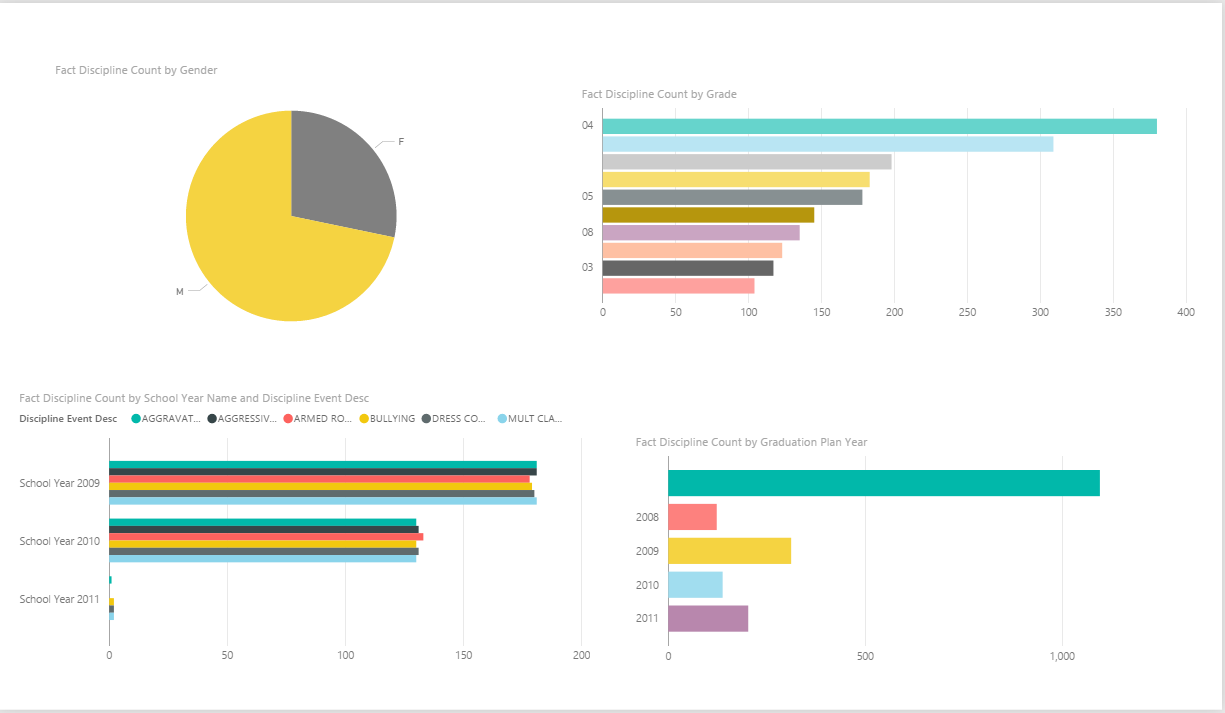 Fact Discipline Count by Gender
F
M
Fact Discipline Count by Grade
04
05
08
03
0 50 100 150 200 250 300 350 400
Fact Discipline Count by School Year Name and Discipline Event Desc
Discipline Event Desc AGGRAVAT... AGGRESSIV... ARMED RO... BULLYING DRESS CO... MULT CLA...
School Year 2009
School Year 2010
School Year 2011
0 50 100 150 200
Fact Discipline Count by Graduation Plan Year
2008
2009
2010
2011
0 500 1,000